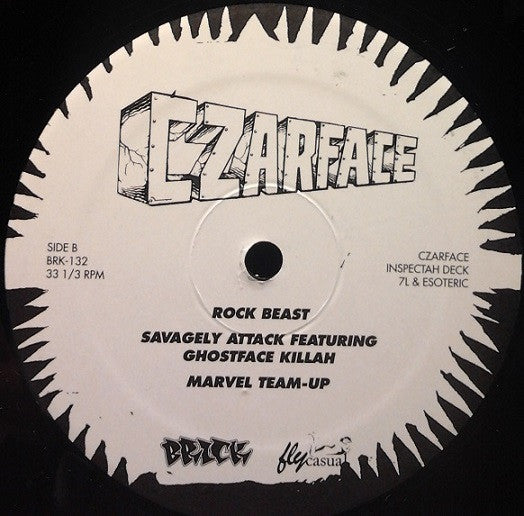 CZARFACE
SIDE B
BRK-132
33 1/3 RPM
CZARFACE
INSPECTAH DECK
7L & ESOTERIC
ROCK BEAST
SAVAGELY ATTACK FEATURING
GHOSTFACE KILLAH
MARVEL TEAM-UP
BRICK
fly casual